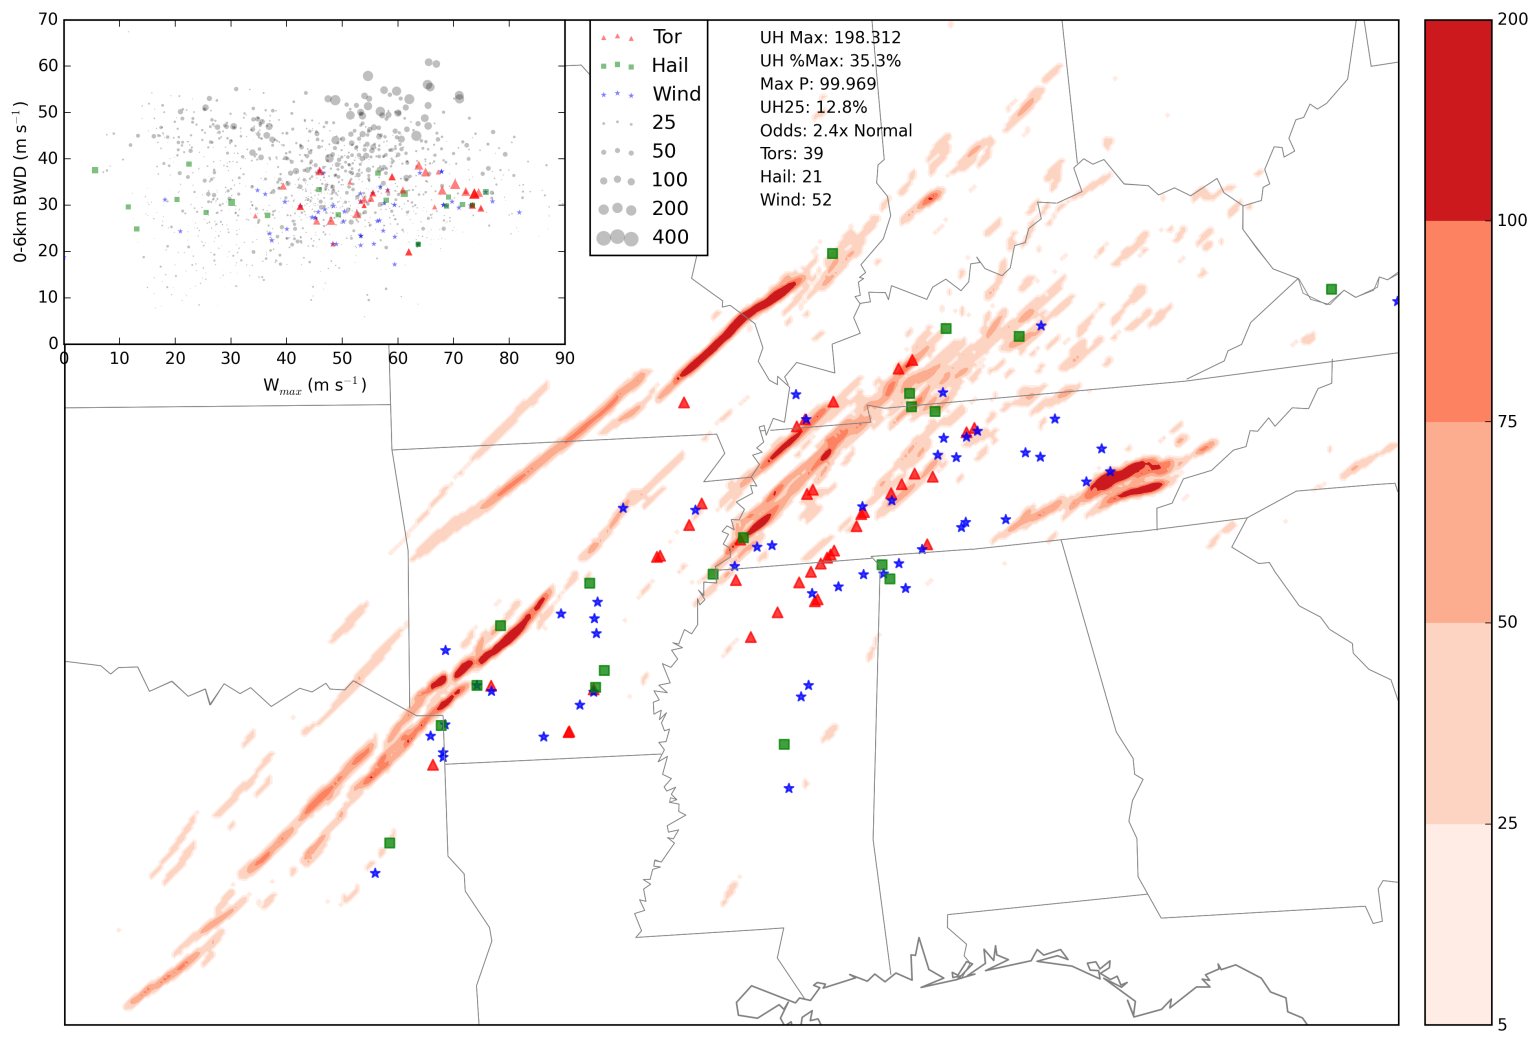 70
60
50
40
30
20
10
0
0-6km BWD (m s⁻¹)
0 10 20 30 40 50 60 70 80 90
Wmax (m s⁻¹)
Tor
Hail
Wind
25
50
100
200
400
UH Max: 198.312
UH %Max: 35.3%
Max P: 99.969
UH25: 12.8%
Odds: 2.4x Normal
Tors: 39
Hail: 21
Wind: 52
200
100
75
50
25
5